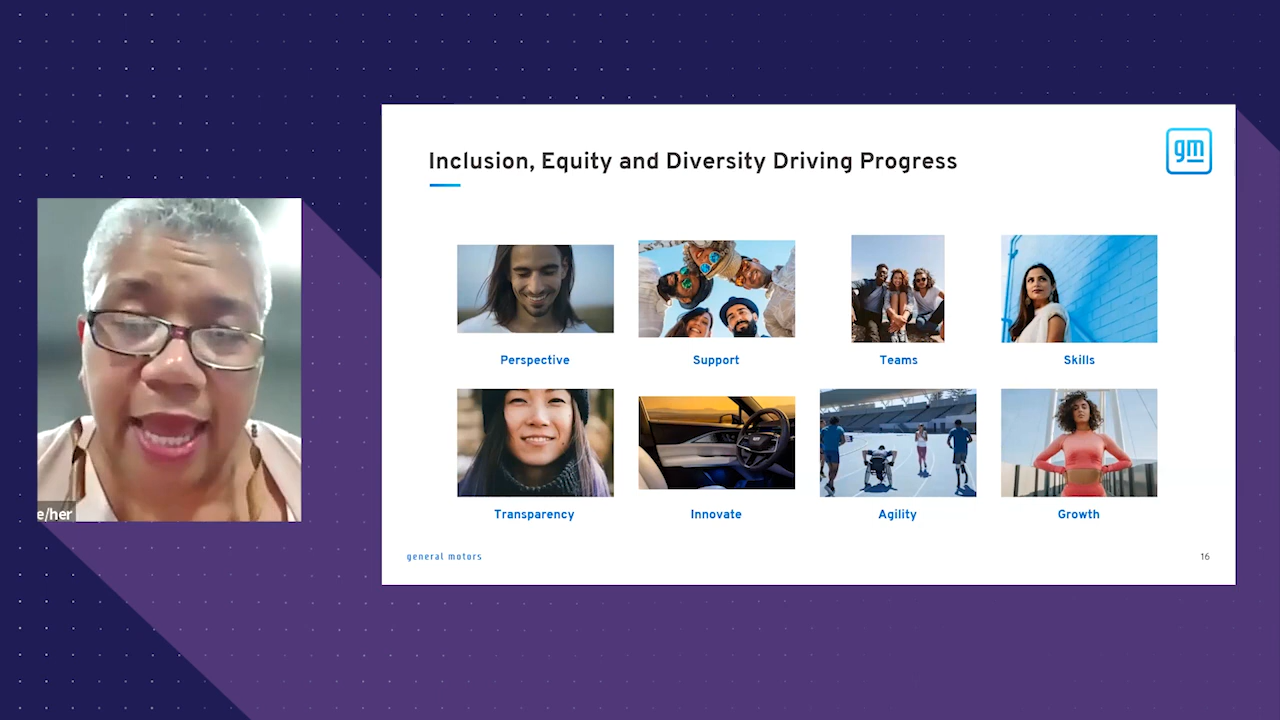 Inclusion, Equity and Diversity Driving Progress
gm
Perspective
Support
Teams
Skills
Transparency
Innovate
Agility
Growth
e/her
general motors
16